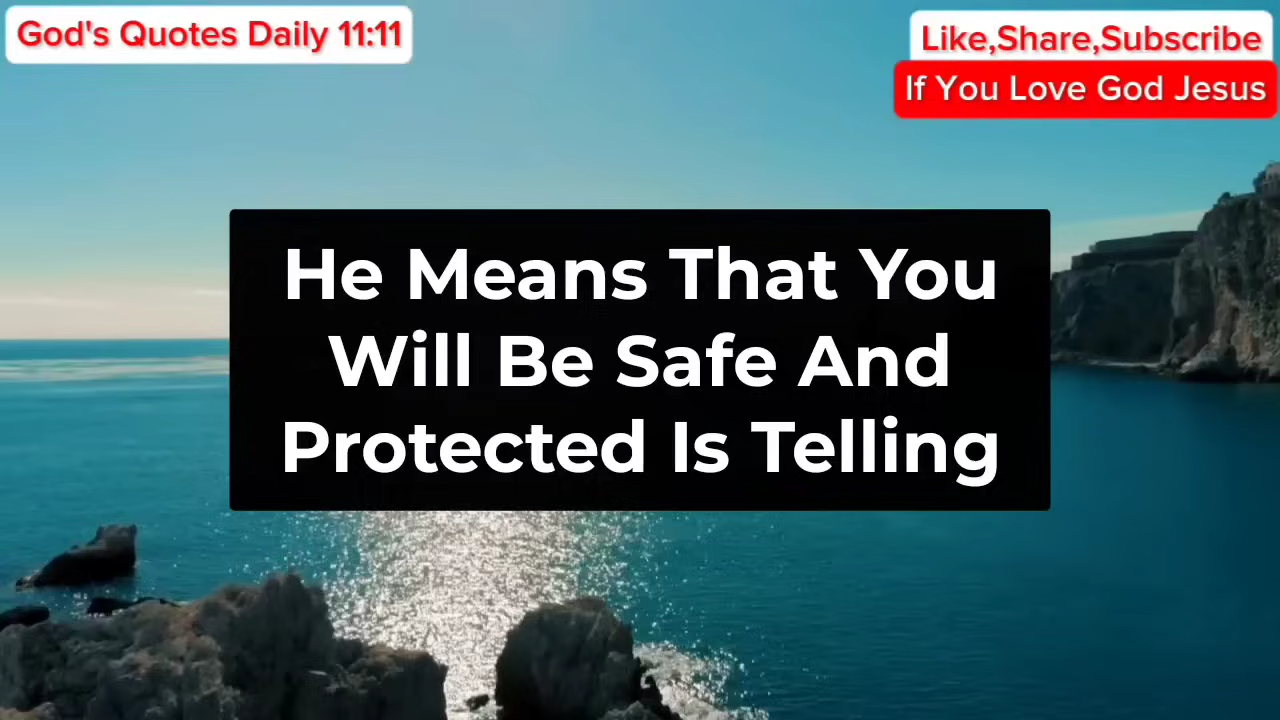 God's Quotes Daily 11:11
Like,Share,Subscribe
If You Love God Jesus
He Means That You
Will Be Safe And
Protected Is Telling